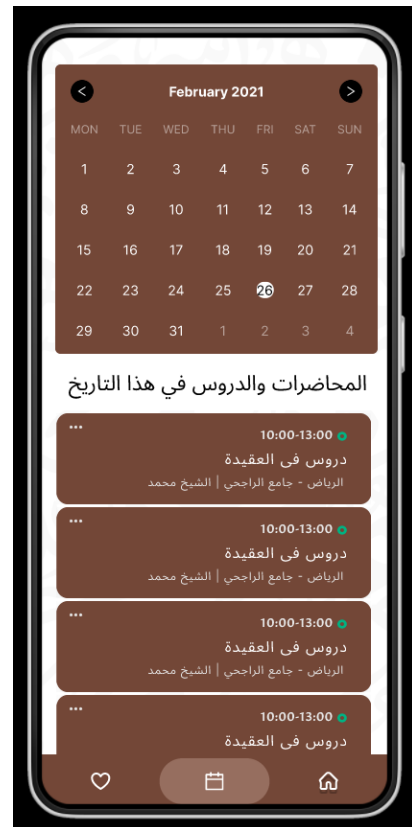 February 2021
MON TUE WED THU FRI SAT SUN
1 2 3 4 5 6 7
8 9 10 11 12 13 14
15 16 17 18 19 20 21
22 23 24 25 26 27 28
29 30 31 1 2 3 4
المحاضرات والدروس في هذا التاريخ
10:00-13:00
دروس في العقيدة
الرياض - جامع الراجحي | الشيخ محمد
10:00-13:00
دروس في العقيدة
الرياض - جامع الراجحي | الشيخ محمد
10:00-13:00
دروس في العقيدة
الرياض - جامع الراجحي | الشيخ محمد
10:00-13:00
دروس في العقيدة